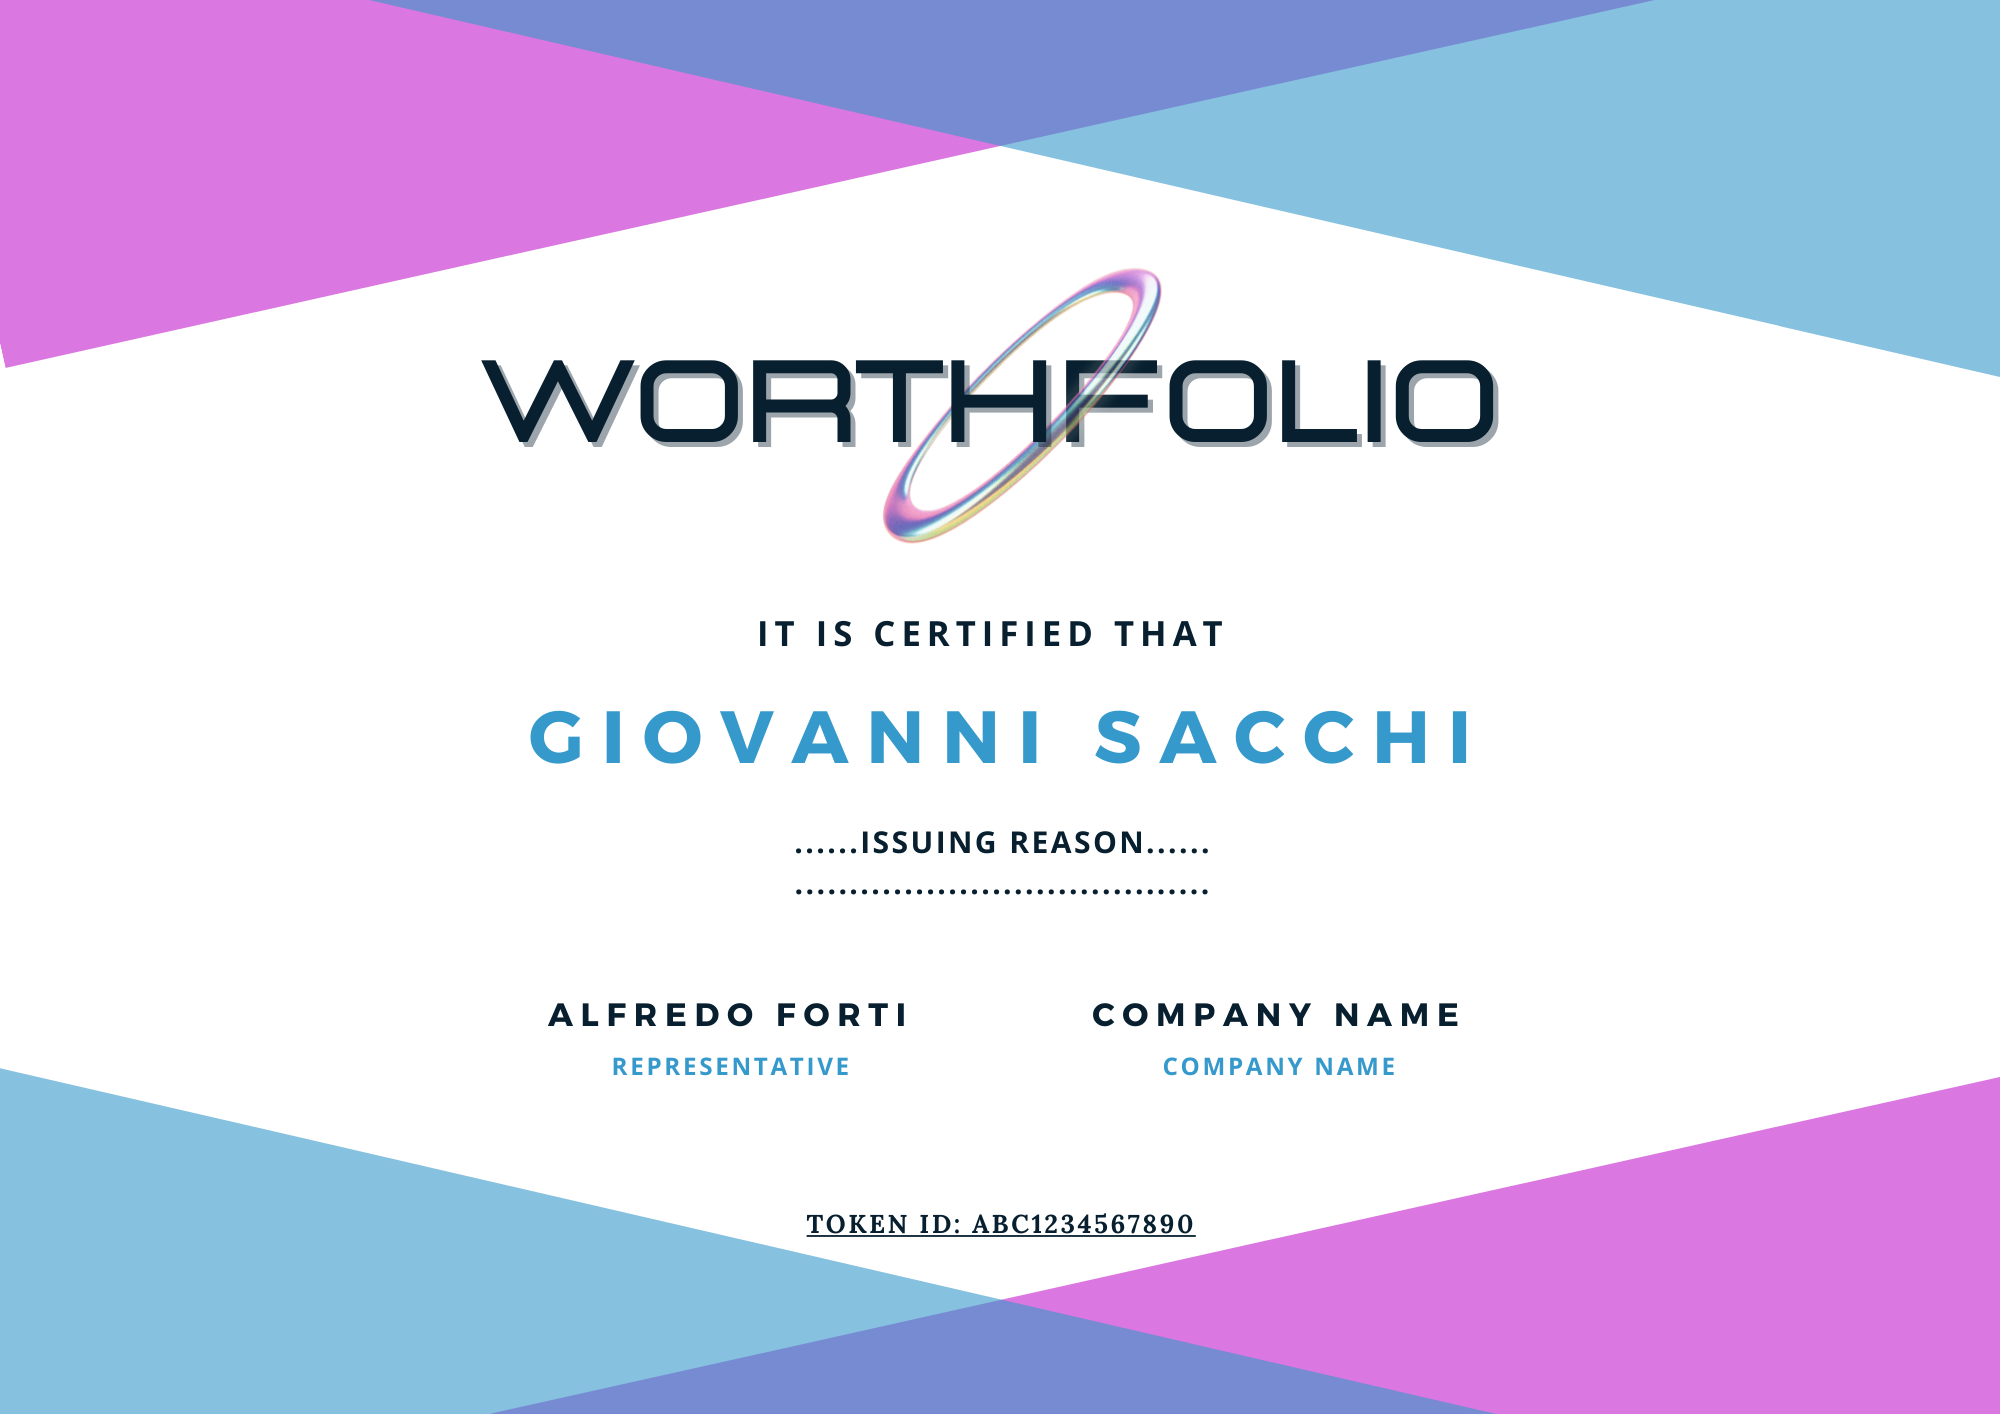 WORTHFOLIO
IT IS CERTIFIED THAT
GIOVANNI SACCHI
......ISSUING REASON......
......................................
ALFREDO FORTI
REPRESENTATIVE
COMPANY NAME
COMPANY NAME
TOKEN ID: ABC1234567890